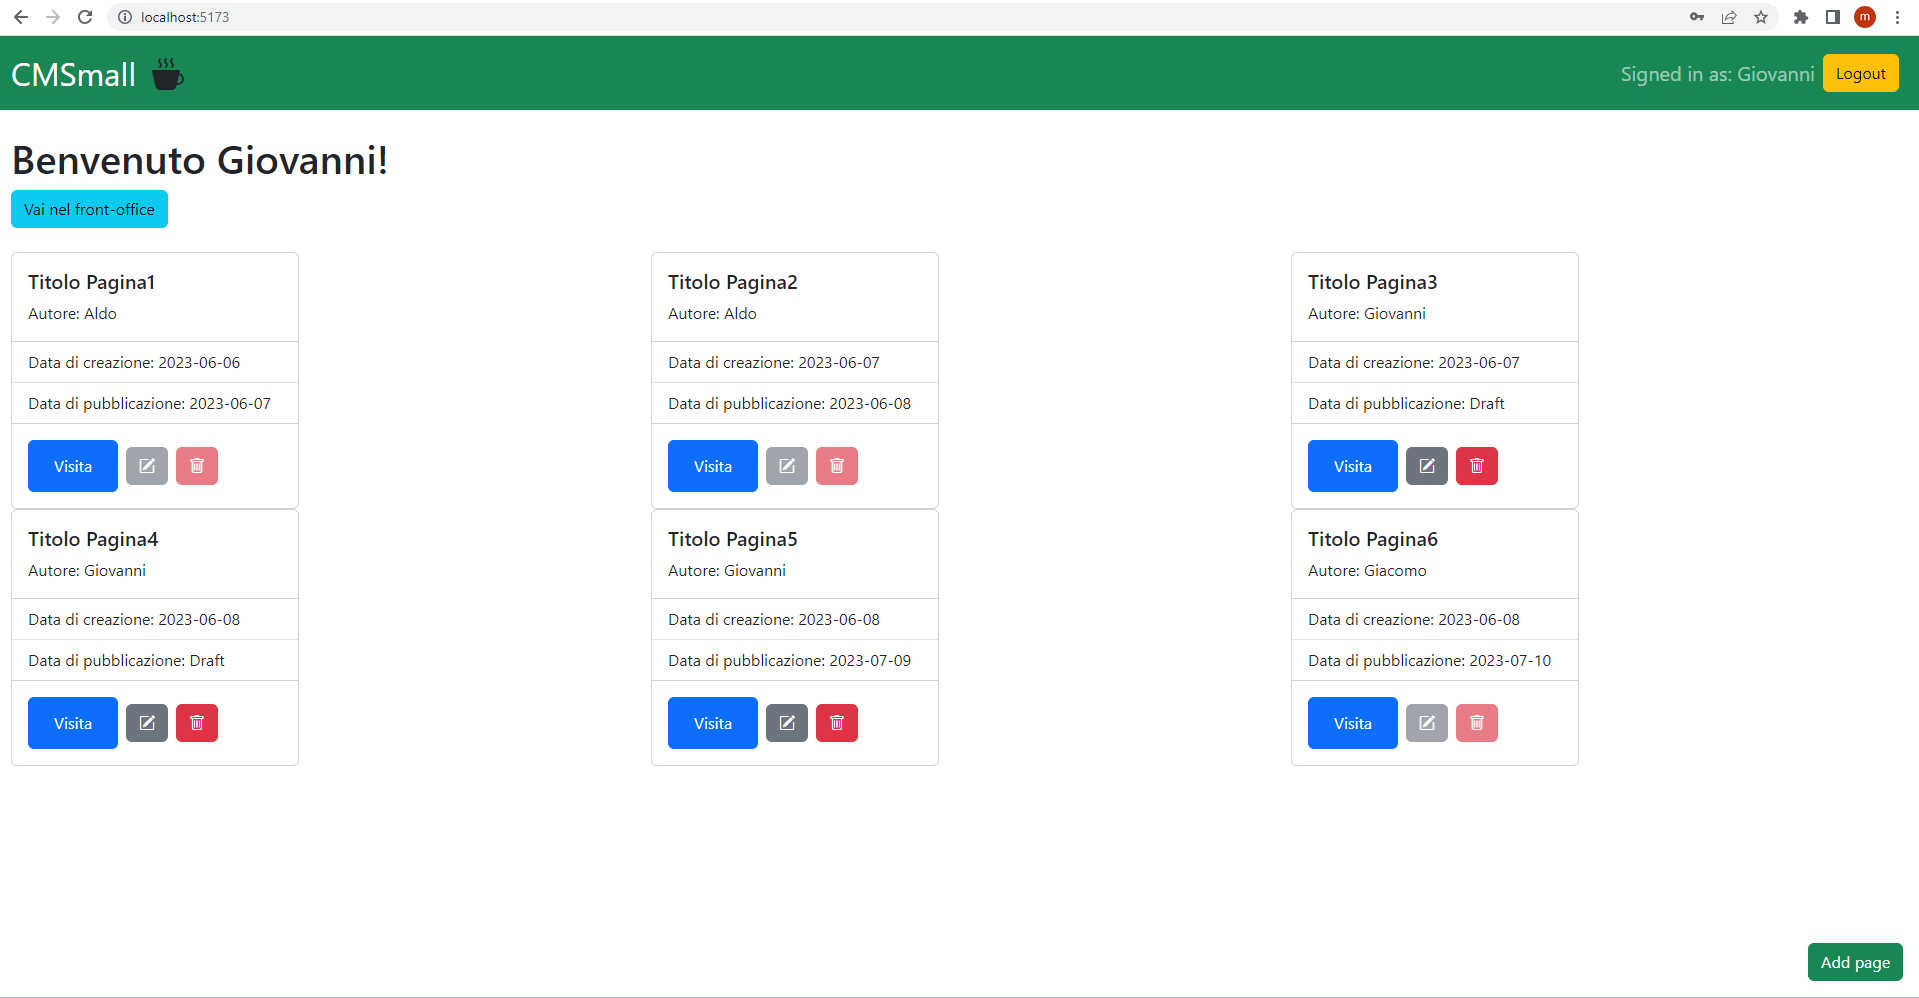 localhost:5173
m
CMSmall
Signed in as: Giovanni
Logout
Benvenuto Giovanni!
Vai nel front-office
Titolo Pagina1
Autore: Aldo
Data di creazione: 2023-06-06
Data di pubblicazione: 2023-06-07
Visita
Titolo Pagina2
Autore: Aldo
Data di creazione: 2023-06-07
Data di pubblicazione: 2023-06-08
Visita
Titolo Pagina3
Autore: Giovanni
Data di creazione: 2023-06-07
Data di pubblicazione: Draft
Visita
Titolo Pagina4
Autore: Giovanni
Data di creazione: 2023-06-08
Data di pubblicazione: Draft
Visita
Titolo Pagina5
Autore: Giovanni
Data di creazione: 2023-06-08
Data di pubblicazione: 2023-07-09
Visita
Titolo Pagina6
Autore: Giacomo
Data di creazione: 2023-06-08
Data di pubblicazione: 2023-07-10
Visita
Add page